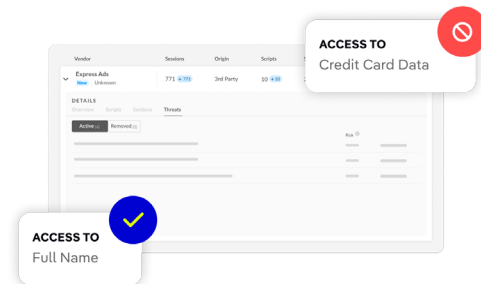 ACCESS TO
Credit Card Data
Vendor Sessions Origin Scripts
Express Ads
New Unknown
771 +771 3rd Party 10
DETAILS
Overview Scripts Sessions Threats
Active Removed
Risk
ACCESS TO
Full Name